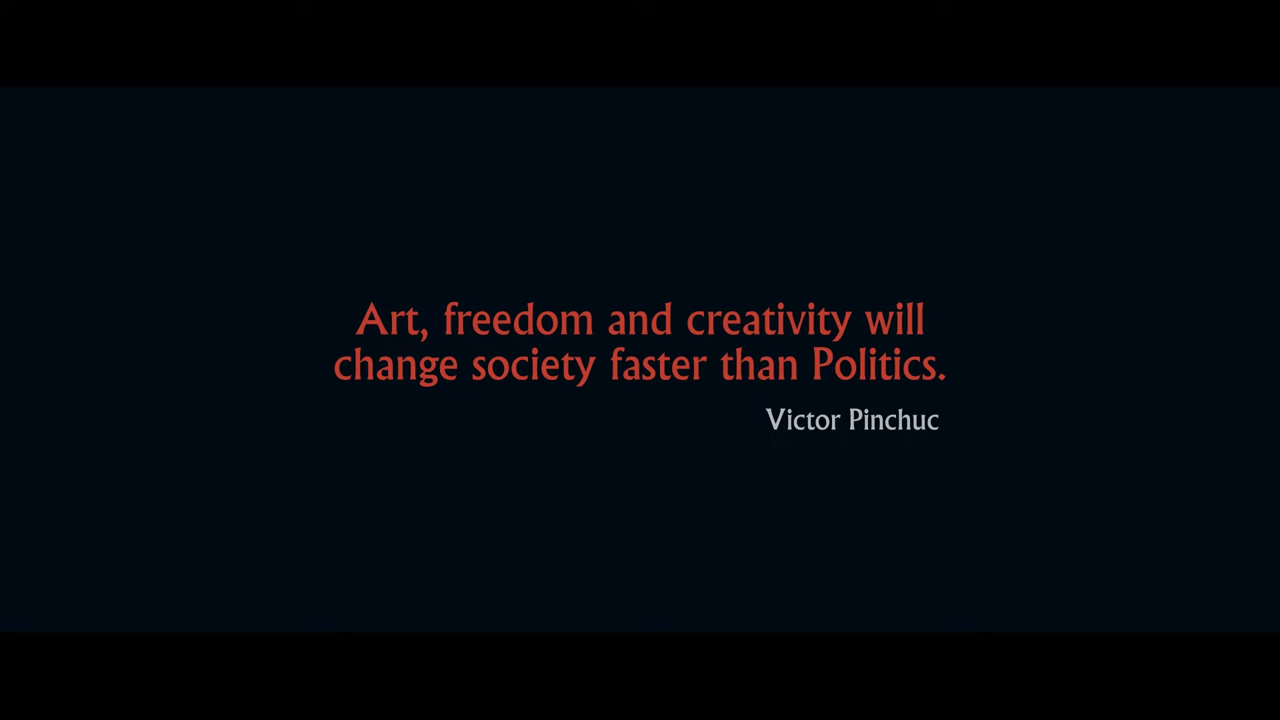 Art, freedom and creativity will
change society faster than Politics.
Victor Pinchuc